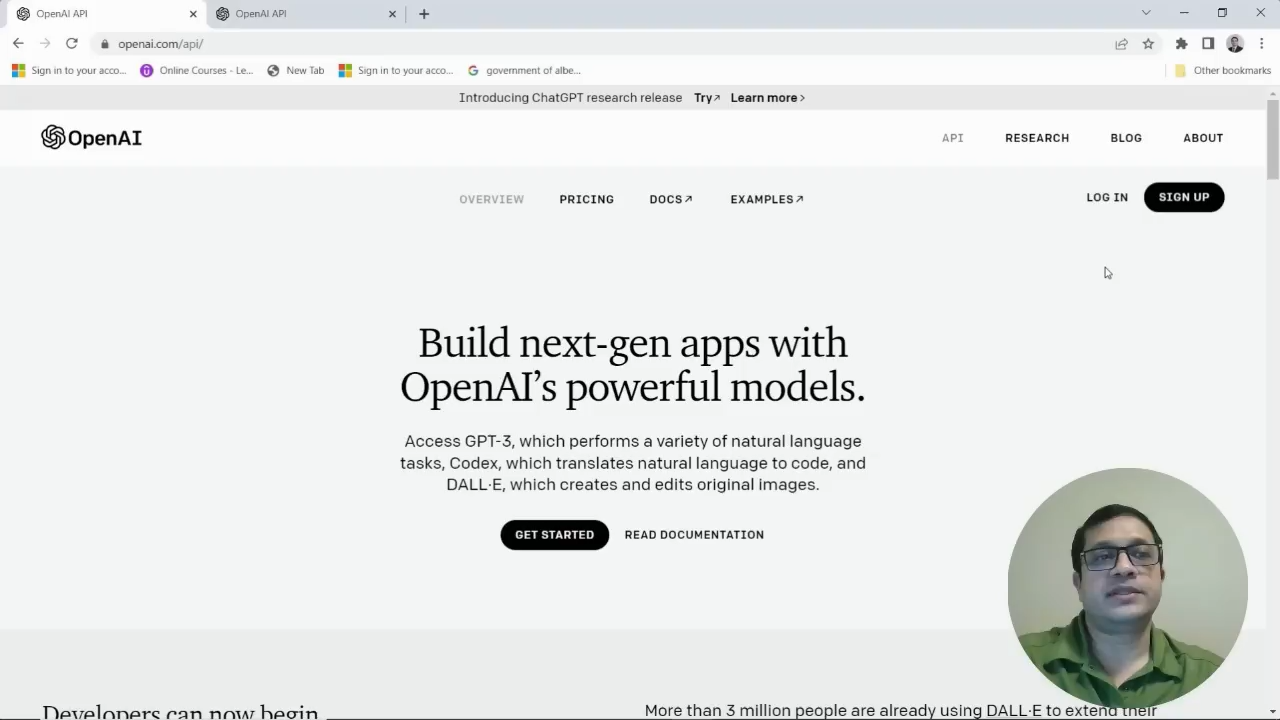 OpenAI API
OpenAI API
openai.com/api/
Sign in to your acco...
Online Courses - Le...
New Tab
Sign in to your acco...
government of albe...
Other bookmarks
Introducing ChatGPT research release Try↗ Learn more ›
OpenAI
API RESEARCH BLOG ABOUT
OVERVIEW PRICING DOCS↗ EXAMPLES↗
LOG IN SIGN UP
Build next-gen apps with
OpenAI’s powerful models.
Access GPT-3, which performs a variety of natural language
tasks, Codex, which translates natural language to code, and
DALL·E, which creates and edits original images.
GET STARTED READ DOCUMENTATION
Developers can now begin
More than 3 million people are already using DALL·E to extend their